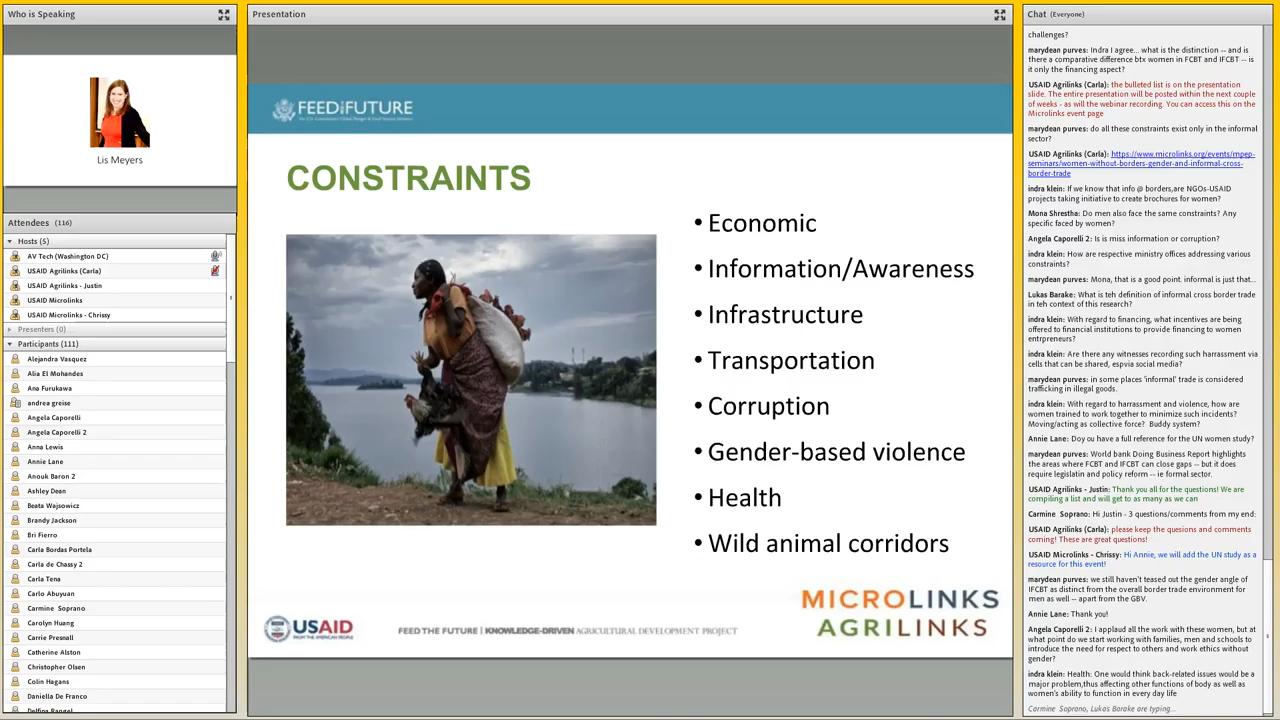 Who is Speaking
Lis Meyers
Attendees (116)
Hosts (5)
AV Tech (Washington DC)
USAID Agrilinks (Carla)
USAID Agrilinks - Justin
USAID Microlinks
USAID Microlinks - Chrissy
Presenters (0)
Participants (111)
Alejandra Vasquez
Alia El Mohandes
Ana Furukawa
andrea greise
Angela Caporelli
Angela Caporelli 2
Anna Lewis
Annie Lane
Anouk Baron 2
Ashley Dean
Beata Wajsowicz
Brandy Jackson
Bri Fierro
Carla Bordas Portela
Carla de Chassy 2
Carla Tena
Carlo Abuyuan
Carmine Soprano
Carolyn Huang
Carrie Presnall
Catherine Alston
Christopher Olsen
Colin Hagans
Daniella De Franco
Delfina Rangel
Presentation
FEED THE FUTURE
CONSTRAINTS
• Economic
• Information/Awareness
• Infrastructure
• Transportation
• Corruption
• Gender-based violence
• Health
• Wild animal corridors
USAID
FROM THE AMERICAN PEOPLE
FEED THE FUTURE | KNOWLEDGE-DRIVEN AGRICULTURAL DEVELOPMENT PROJECT
MICROLINKS
AGRILINKS
Chat (Everyone)
challenges?
marydean purves: Indra I agree... what is the distinction -- and is
there a comparative difference btx women in FCBT and IFCBT -- is
it only the financing aspect?
USAID Agrilinks (Carla): the bulleted list is on the presentation
slide. The entire presentation will be posted within the next couple
of weeks - as will the webinar recording. You can access this on the
Microlinks event page
marydean purves: do all these constraints exist only in the informal
sector?
USAID Agrilinks (Carla): https://www.microlinks.org/events/mpep-
seminars/women-without-borders-gender-and-informal-cross-
border-trade
indra klein: If we know that info @ borders,are NGOs-USAID
projects taking initiative to create brochures for women?
Mona Shrestha: Do men also face the same constraints? Any
specific faced by women?
Angela Caporelli 2: Is is miss information or corruption?
indra klein: How are respective ministry offices addressing various
constraints?
marydean purves: Mona, that is a good point. informal is just that...
Lukas Barake: What is teh definition of informal cross border trade
in teh context of this research?
indra klein: With regard to financing, what incentives are being
offered to financial institutions to provide financing to women
entrpreneurs?
indra klein: Are there any witnesses recording such harrassment via
cells that can be shared, espvia social media?
marydean purves: in some places 'informal' trade is considered
trafficking in illegal goods.
indra klein: With regard to harrassment and violence, how are
women trained to work together to minimize such incidents?
Moving/acting as collective force? Buddy system?
Annie Lane: Doy ou have a full reference for the UN women study?
marydean purves: World bank Doing Business Report highlights
the areas where FCBT and IFCBT can close gaps -- but it does
require legislatin and policy reform -- ie formal sector.
USAID Agrilinks - Justin: Thank you all for the questions! We are
compiling a list and will get to as many as we can
Carmine Soprano: Hi Justin - 3 questions/comments from my end:
USAID Agrilinks (Carla): please keep the quesions and comments
coming! These are great questions!
USAID Microlinks - Chrissy: Hi Annie, we will add the UN study as a
resource for this event!
marydean purves: we still haven't teased out the gender angle of
IFCBT as distinct from the overall border trade environment for
men as well -- apart from the GBV.
Annie Lane: Thank you!
Angela Caporelli 2: I applaud all the work with these women, but at
what point do we start working with families, men and schools to
introduce the need for respect to others and work ethics without
gender?
indra klein: Health: One would think back-related issues would be a
major problem,thus affecting other functions of body as well as
women's ability to function in every day life
Carmine Soprano, Lukas Barake are typing...